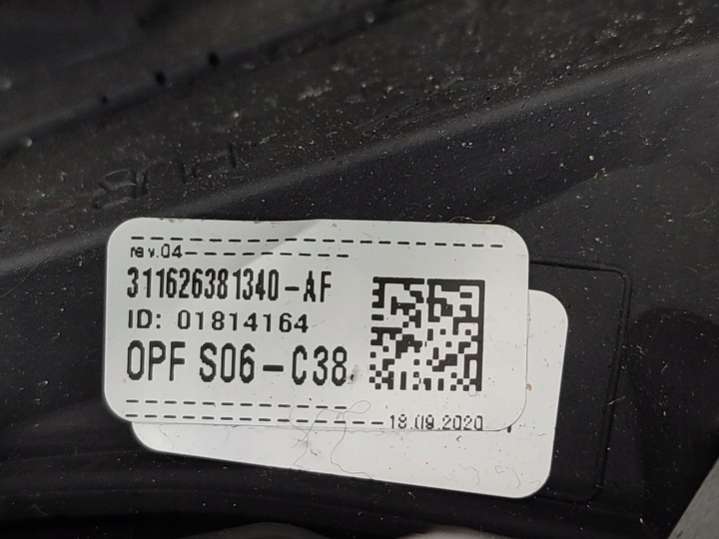 rev.04
311626381340-AF
ID: 01814164
OPF S06-C38
18.09.2020